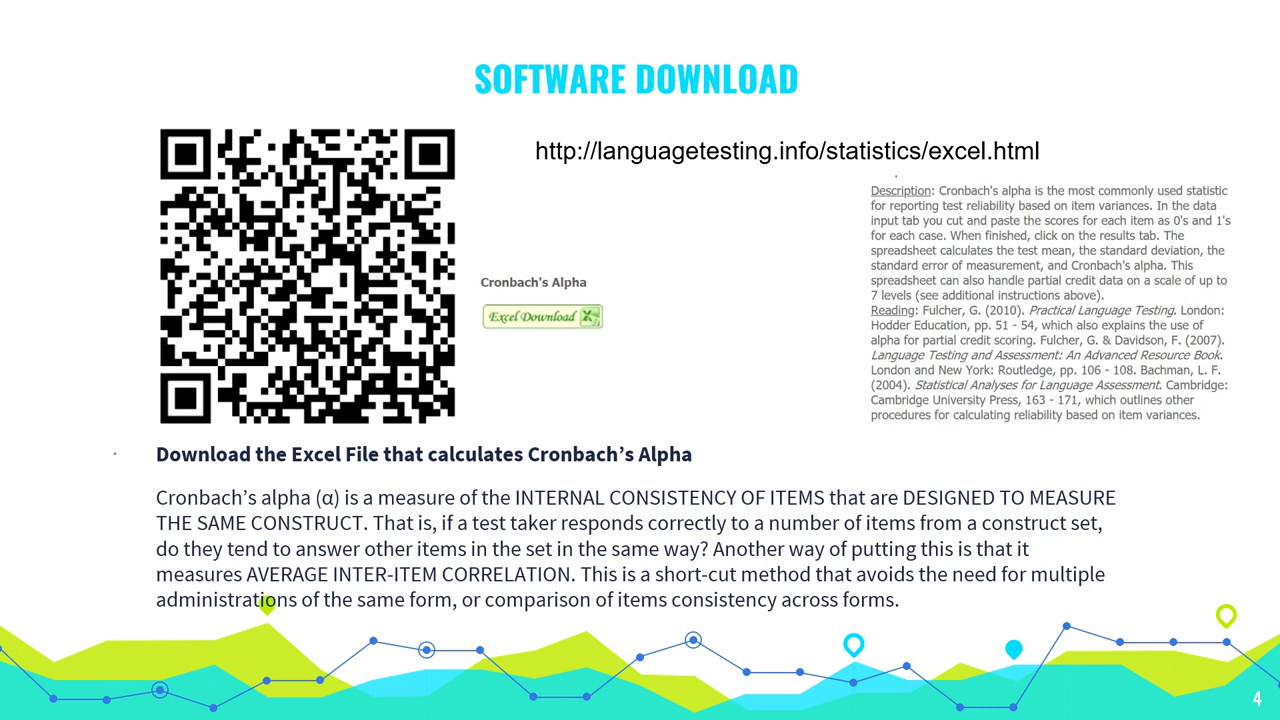 SOFTWARE DOWNLOAD
http://languagetesting.info/statistics/excel.html
Description: Cronbach's alpha is the most commonly used statistic
for reporting test reliability based on item variances. In the data
input tab you cut and paste the scores for each item as 0's and 1's
for each case. When finished, click on the results tab. The
spreadsheet calculates the test mean, the standard deviation, the
standard error of measurement, and Cronbach's alpha. This
spreadsheet can also handle partial credit data on a scale of up to
7 levels (see additional instructions above).
Reading: Fulcher, G. (2010). Practical Language Testing. London:
Hodder Education, pp. 51 - 54, which also explains the use of
alpha for partial credit scoring. Fulcher, G. & Davidson, F. (2007).
Language Testing and Assessment: An Advanced Resource Book.
London and New York: Routledge, pp. 106 - 108. Bachman, L. F.
(2004). Statistical Analyses for Language Assessment. Cambridge:
Cambridge University Press, 163 - 171, which outlines other
procedures for calculating reliability based on item variances.
Cronbach's Alpha
Excel Download
Download the Excel File that calculates Cronbach’s Alpha
Cronbach’s alpha (α) is a measure of the INTERNAL CONSISTENCY OF ITEMS that are DESIGNED TO MEASURE
THE SAME CONSTRUCT. That is, if a test taker responds correctly to a number of items from a construct set,
do they tend to answer other items in the set in the same way? Another way of putting this is that it
measures AVERAGE INTER-ITEM CORRELATION. This is a short-cut method that avoids the need for multiple
administrations of the same form, or comparison of items consistency across forms.
4